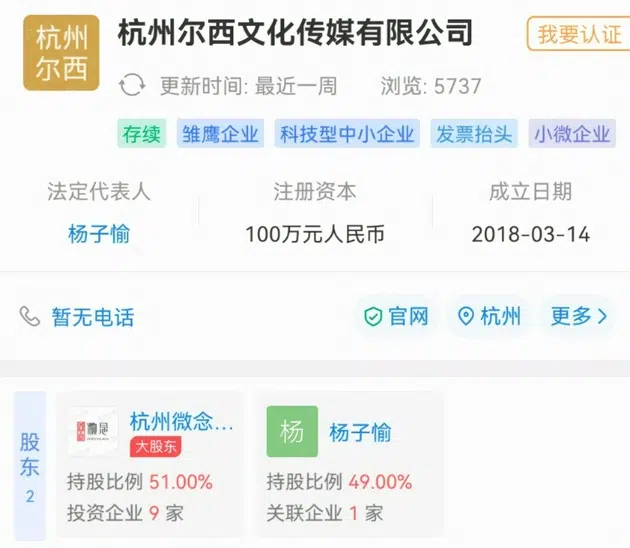 杭州
尔西
杭州尔西文化传媒有限公司
我要认证
更新时间: 最近一周 浏览: 5737
存续 雏鹰企业 科技型中小企业 发票抬头 小微企业
法定代表人 注册资本 成立日期
杨子愉 100万元人民币 2018-03-14
暂无电话 官网 杭州 更多
股东
2
杭州微念...
大股东
持股比例 51.00%
投资企业 9 家
杨
杨子愉
持股比例 49.00%
关联企业 1 家